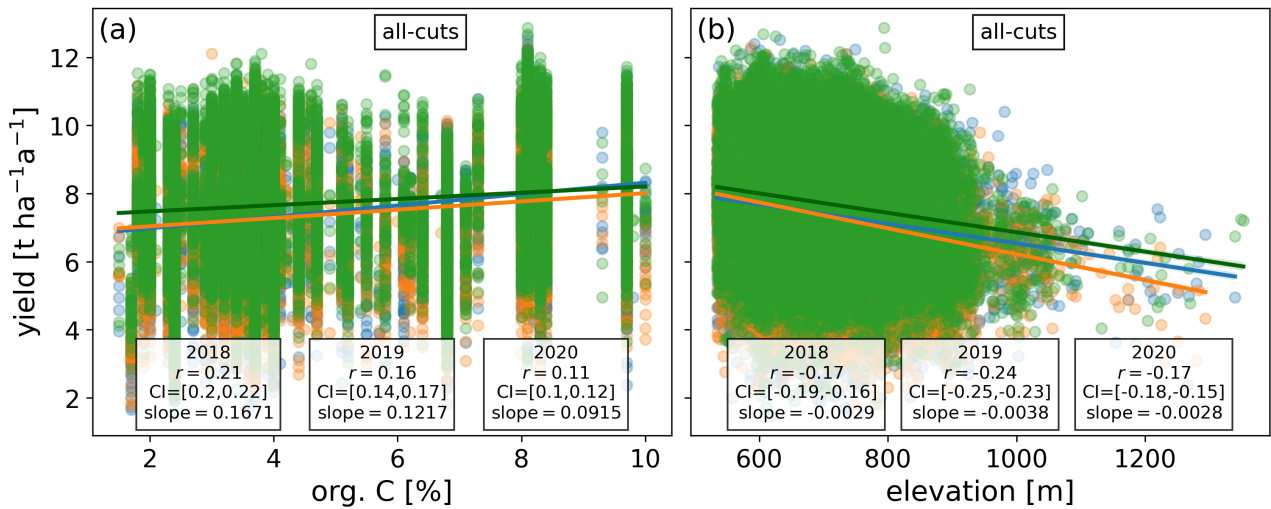 (a)
all-cuts
yield [t ha⁻¹a⁻¹]
12
10
8
6
4
2
2018
r = 0.21
CI=[0.2,0.22]
slope = 0.1671
2019
r = 0.16
CI=[0.14,0.17]
slope = 0.1217
2020
r = 0.11
CI=[0.1,0.12]
slope = 0.0915
2 4 6 8 10
org. C [%]
(b)
all-cuts
2018
r = -0.17
CI=[-0.19,-0.16]
slope = -0.0029
2019
r = -0.24
CI=[-0.25,-0.23]
slope = -0.0038
2020
r = -0.17
CI=[-0.18,-0.15]
slope = -0.0028
600 800 1000 1200
elevation [m]